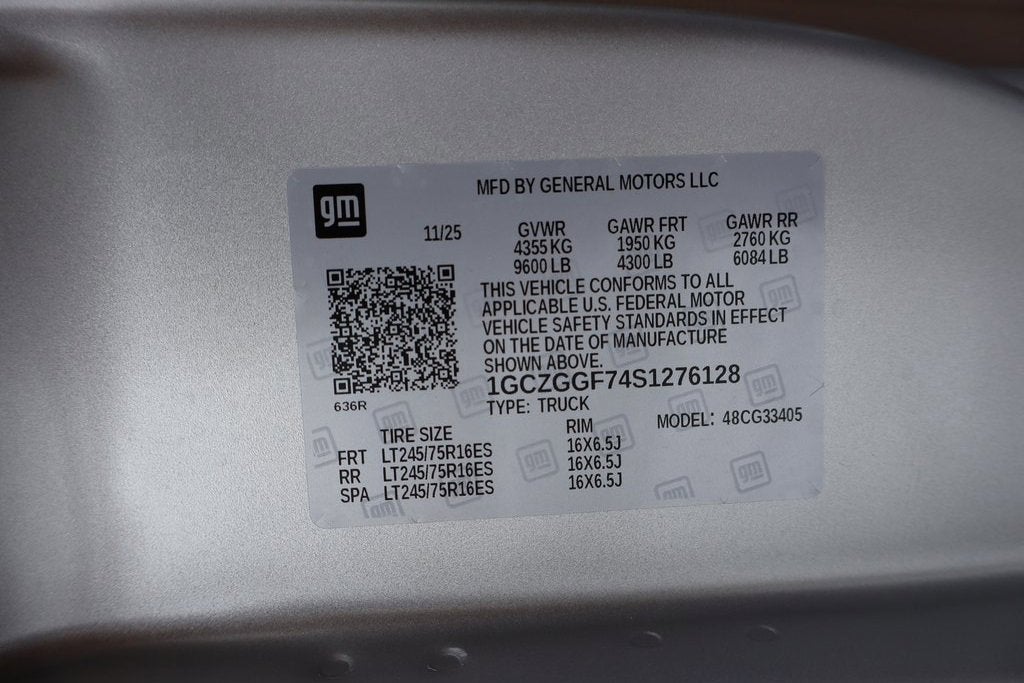 gm
MFD BY GENERAL MOTORS LLC
11/25
GVWR GAWR FRT GAWR RR
4355 KG 1950 KG 2760 KG
9600 LB 4300 LB 6084 LB
THIS VEHICLE CONFORMS TO ALL
APPLICABLE U.S. FEDERAL MOTOR
VEHICLE SAFETY STANDARDS IN EFFECT
ON THE DATE OF MANUFACTURE
SHOWN ABOVE.
1GCZGGF74S1276128
636R
TYPE: TRUCK
MODEL: 48CG33405
TIRE SIZE RIM
FRT LT245/75R16ES 16X6.5J
RR LT245/75R16ES 16X6.5J
SPA LT245/75R16ES 16X6.5J